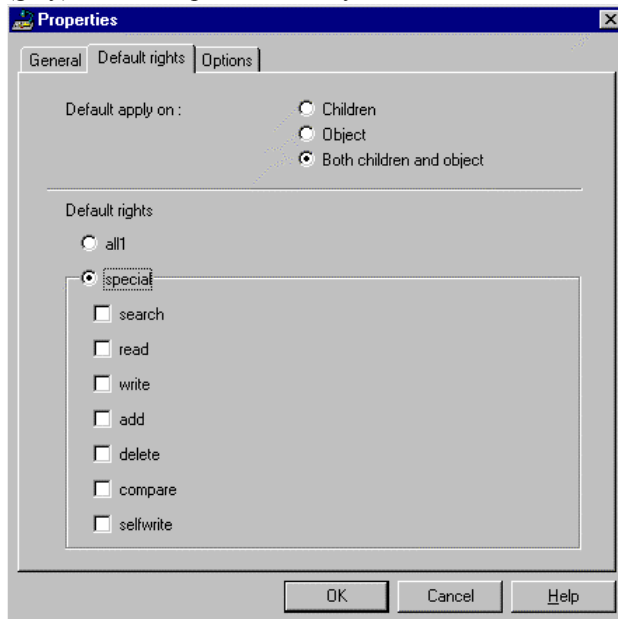 Properties
General Default rights Options
Default apply on :
Children
Object
Both children and object
Default rights
all1
special
search
read
write
add
delete
compare
selfwrite
OK Cancel Help